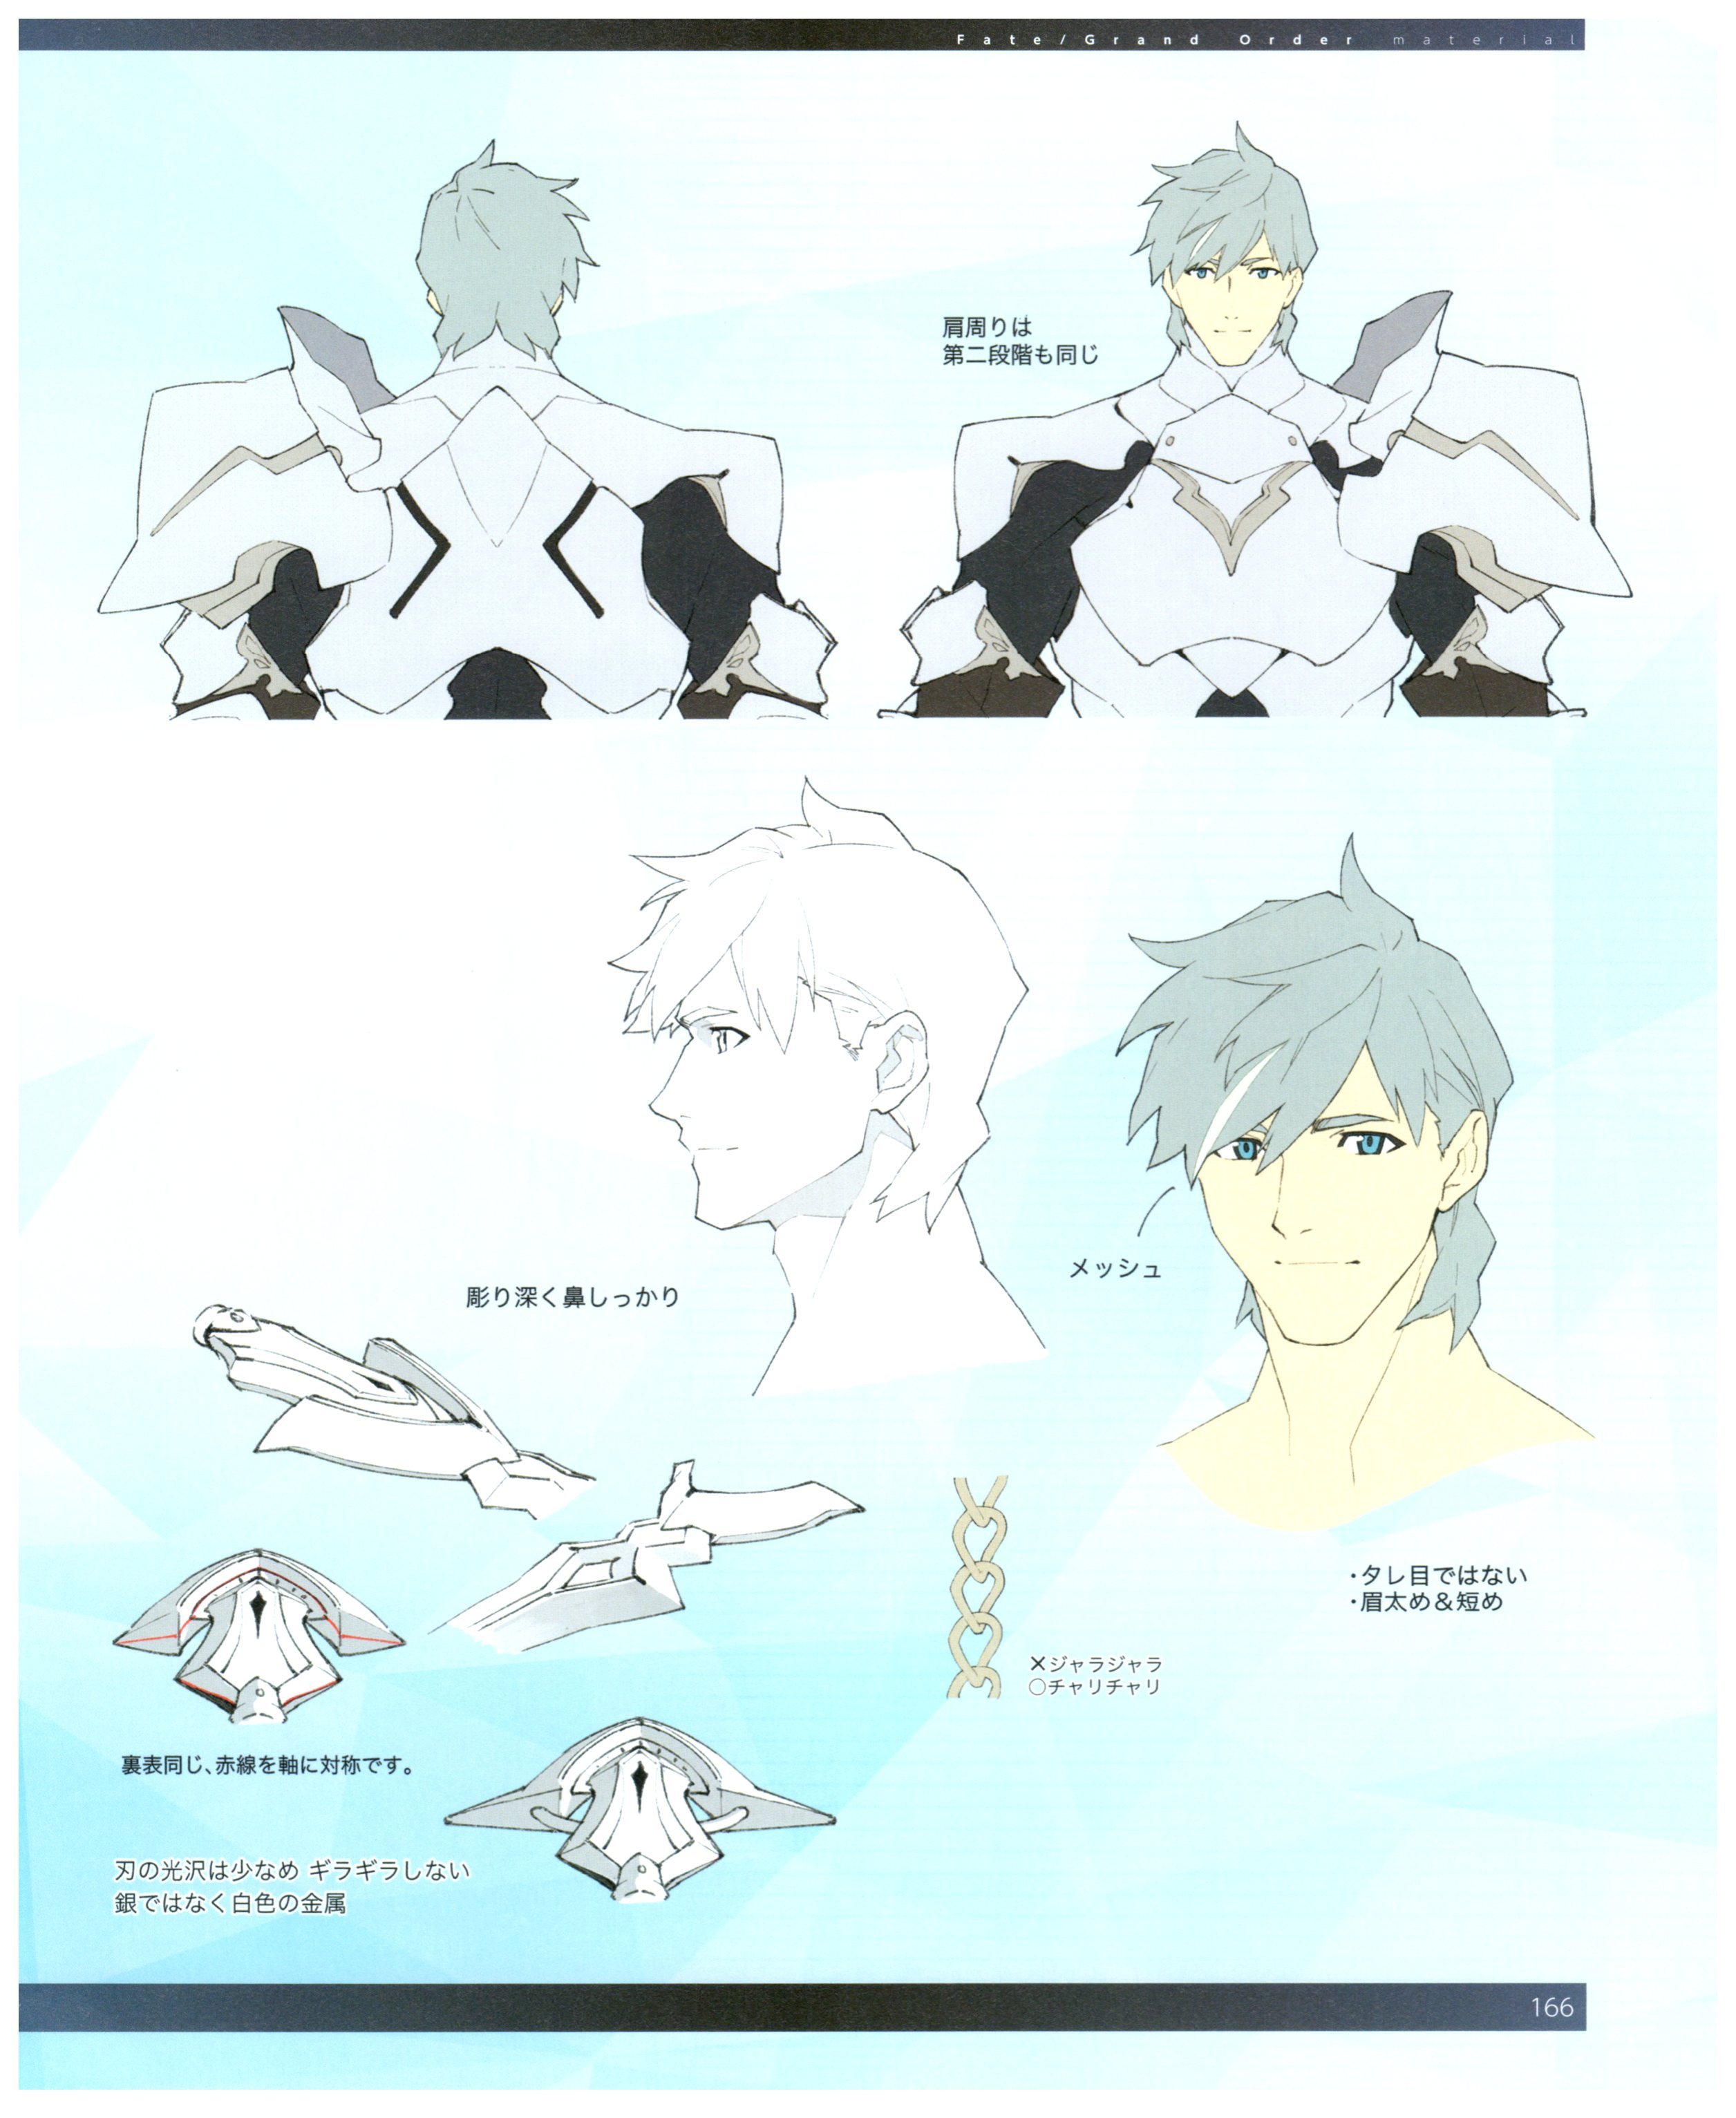 Fate/Grand Order material
肩周りは
第二段階も同じ
彫り深く鼻しっかり
メッシュ
・タレ目ではない
・眉太め＆短め
×ジャラジャラ
○チャリチャリ
裏表同じ、赤線を軸に対称です。
刃の光沢は少なめ ギラギラしない
銀ではなく白色の金属
166